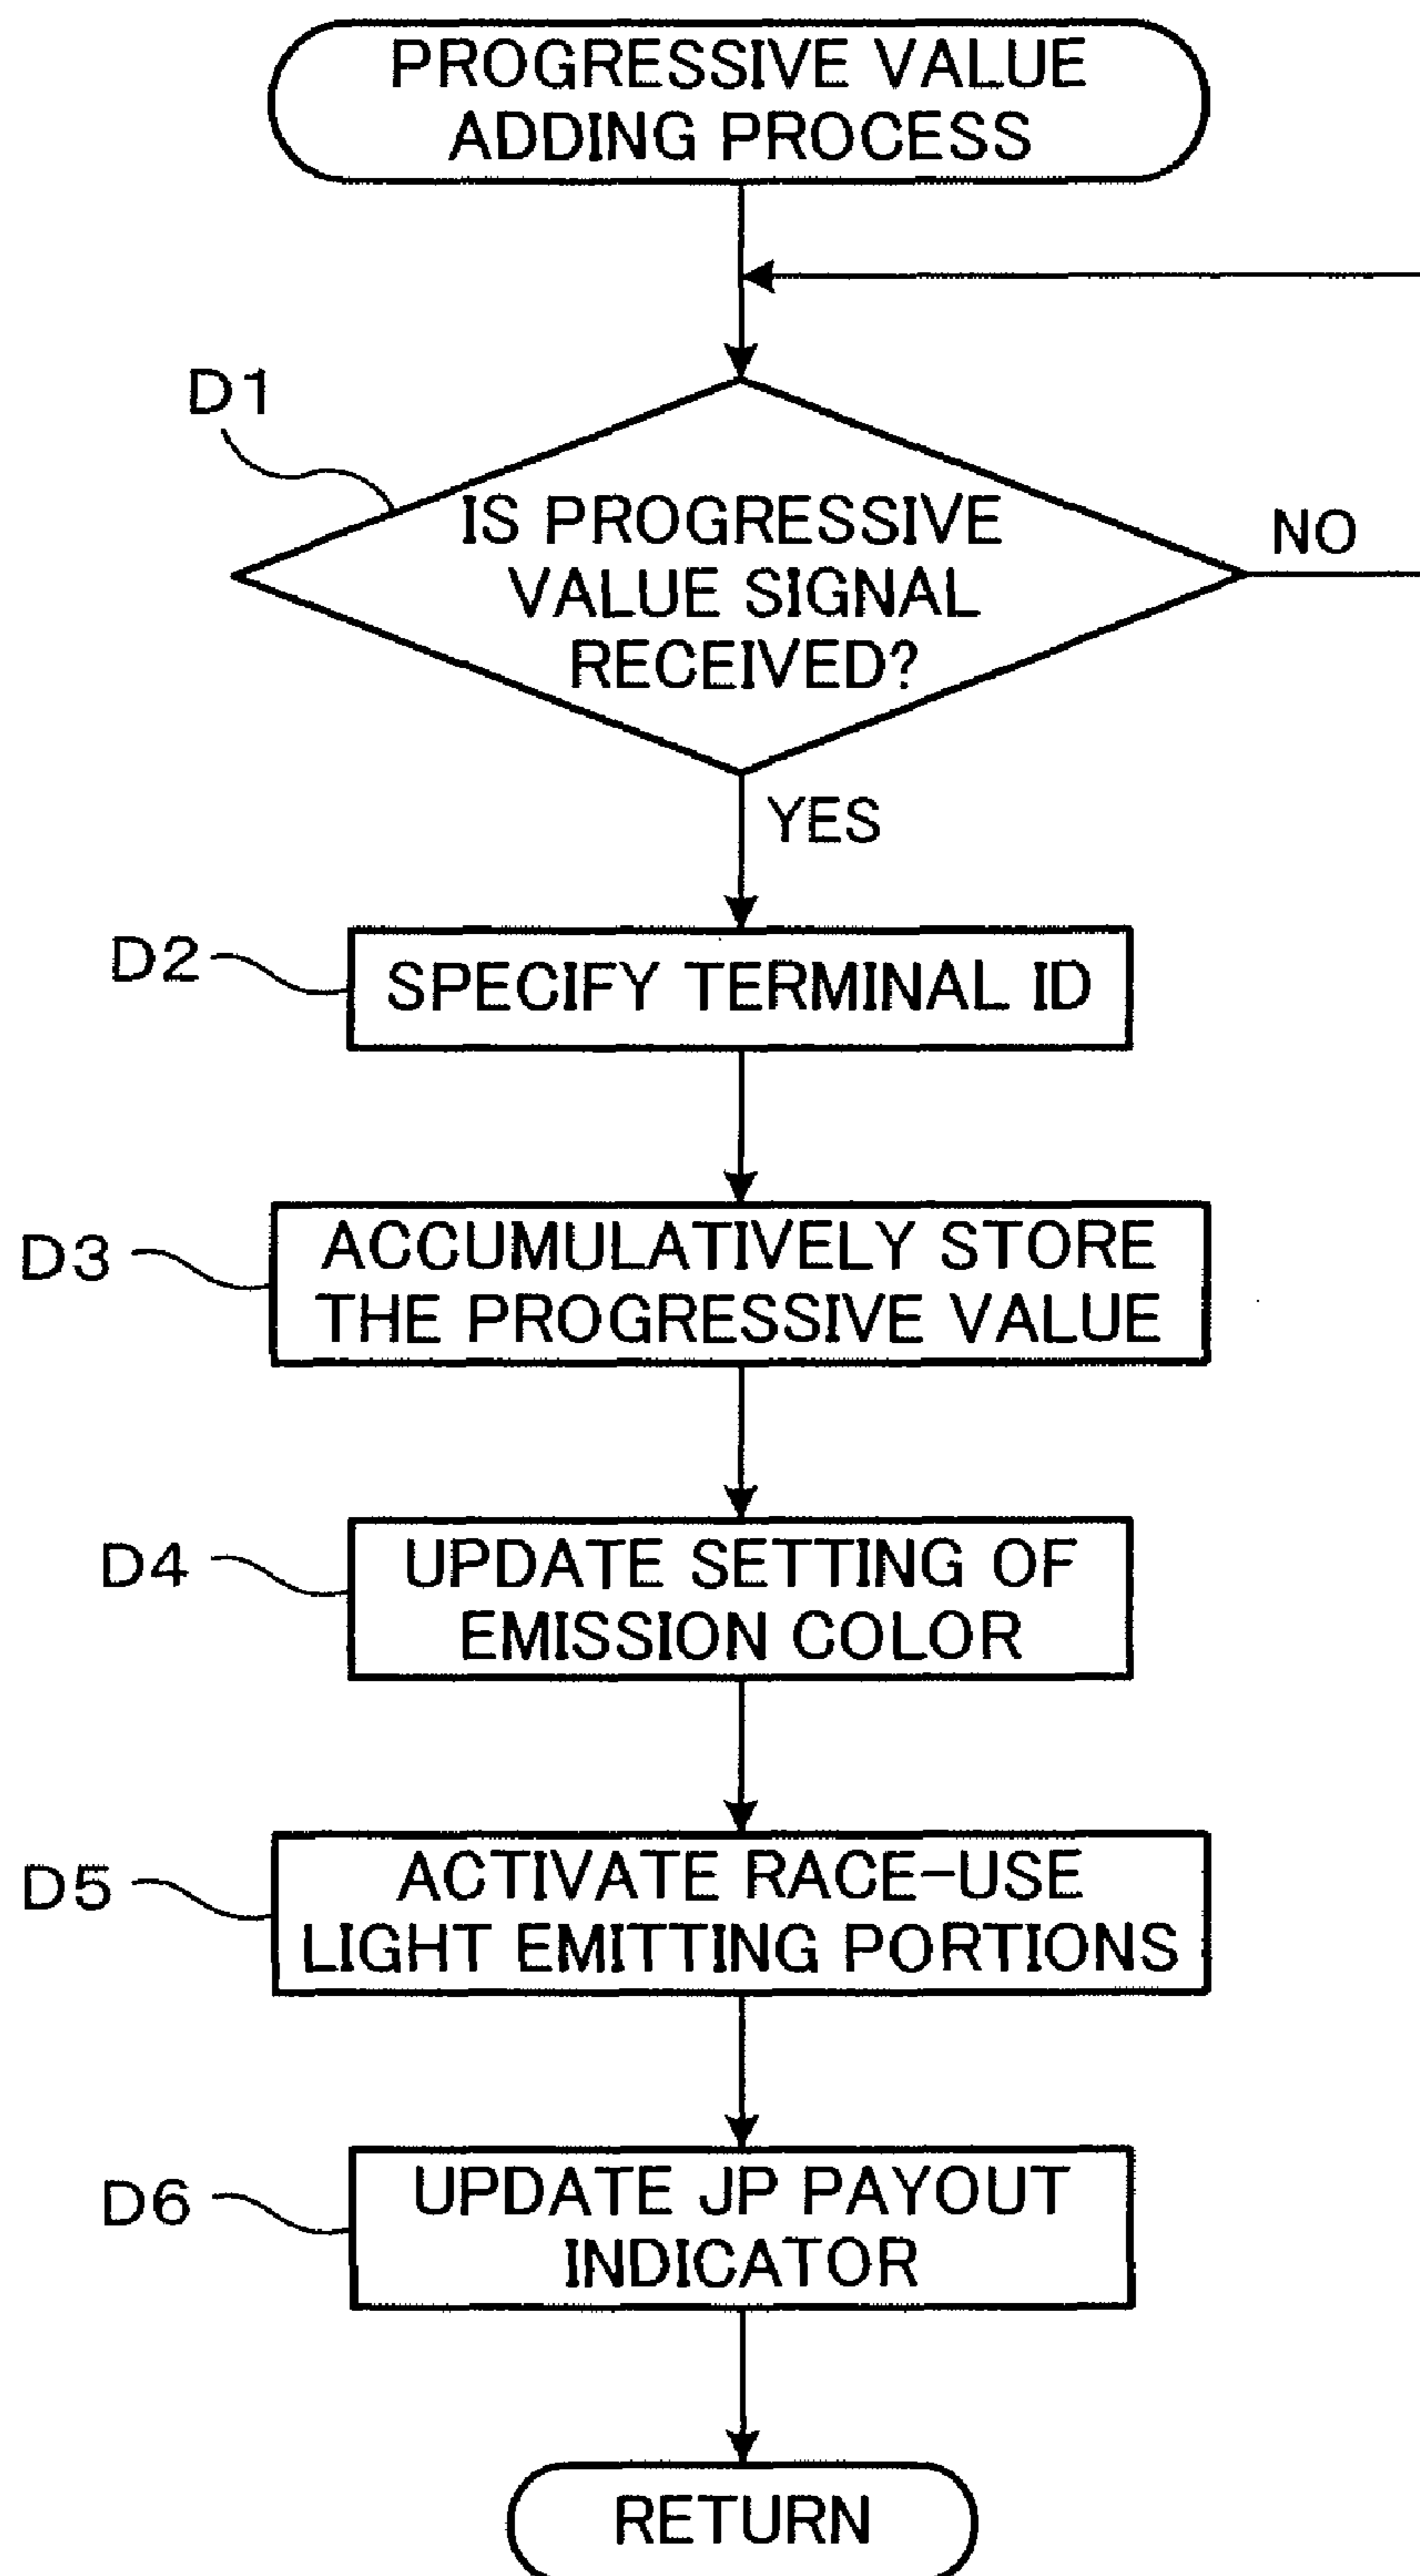 PROGRESSIVE VALUE
ADDING PROCESS
D1
IS PROGRESSIVE
VALUE SIGNAL
RECEIVED?
NO
YES
D2
SPECIFY TERMINAL ID
D3
ACCUMULATIVELY STORE
THE PROGRESSIVE VALUE
D4
UPDATE SETTING OF
EMISSION COLOR
D5
ACTIVATE RACE-USE
LIGHT EMITTING PORTIONS
D6
UPDATE JP PAYOUT
INDICATOR
RETURN